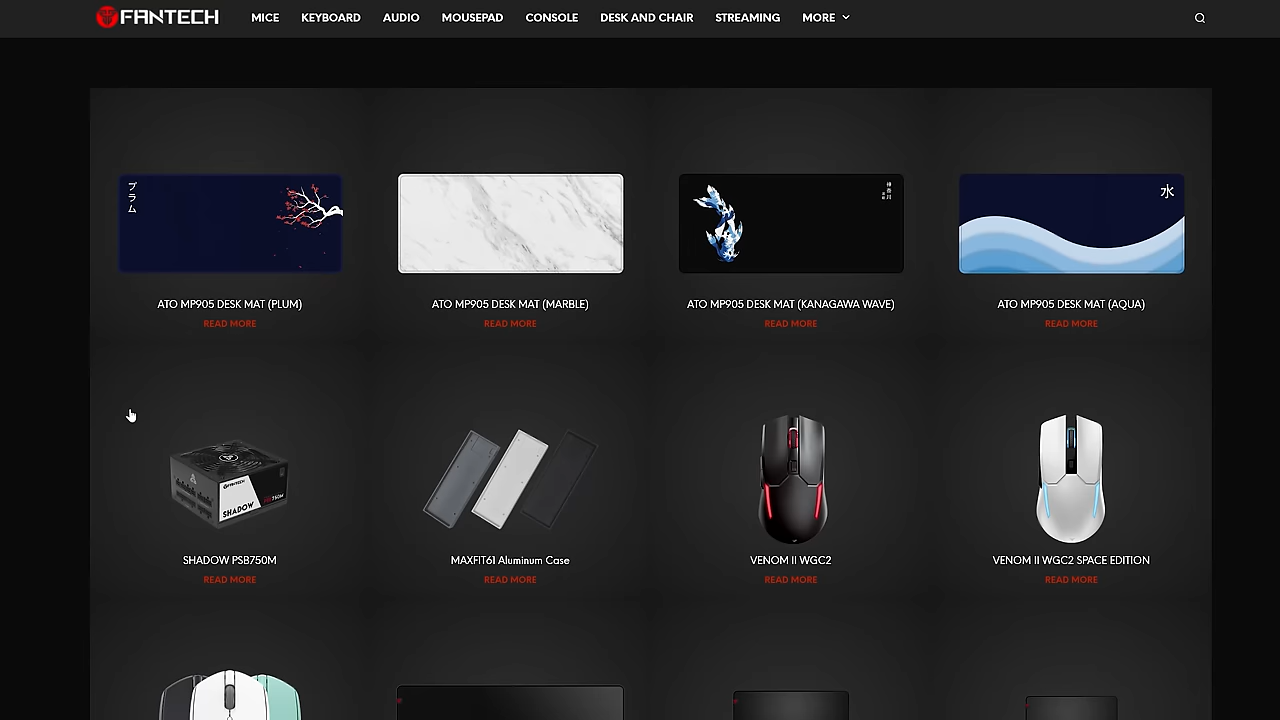 FANTECH MICE KEYBOARD AUDIO MOUSEPAD CONSOLE DESK AND CHAIR STREAMING MORE
プラム
水
ATO MP905 DESK MAT (PLUM)
READ MORE
ATO MP905 DESK MAT (MARBLE)
READ MORE
ATO MP905 DESK MAT (KANAGAWA WAVE)
READ MORE
ATO MP905 DESK MAT (AQUA)
READ MORE
FANTECH
SHADOW
750M
SHADOW PSB750M
READ MORE
MAXFIT61 Aluminum Case
READ MORE
VENOM II WGC2
READ MORE
VENOM II WGC2 SPACE EDITION
READ MORE